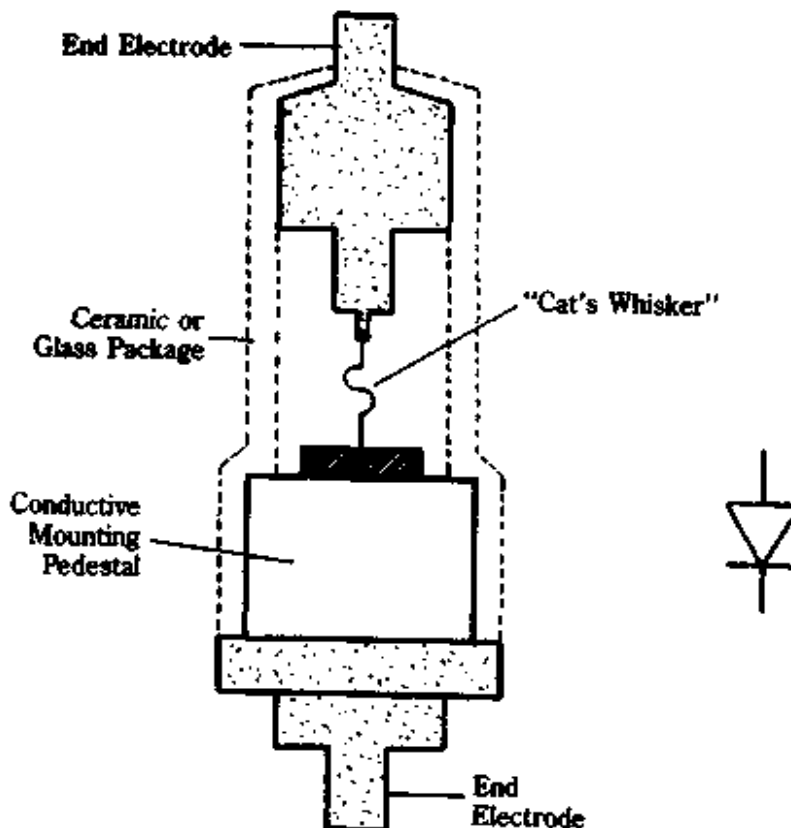 End Electrode
"Cat's Whisker"
Ceramic or
Glass Package
Conductive
Mounting
Pedestal
End
Electrode